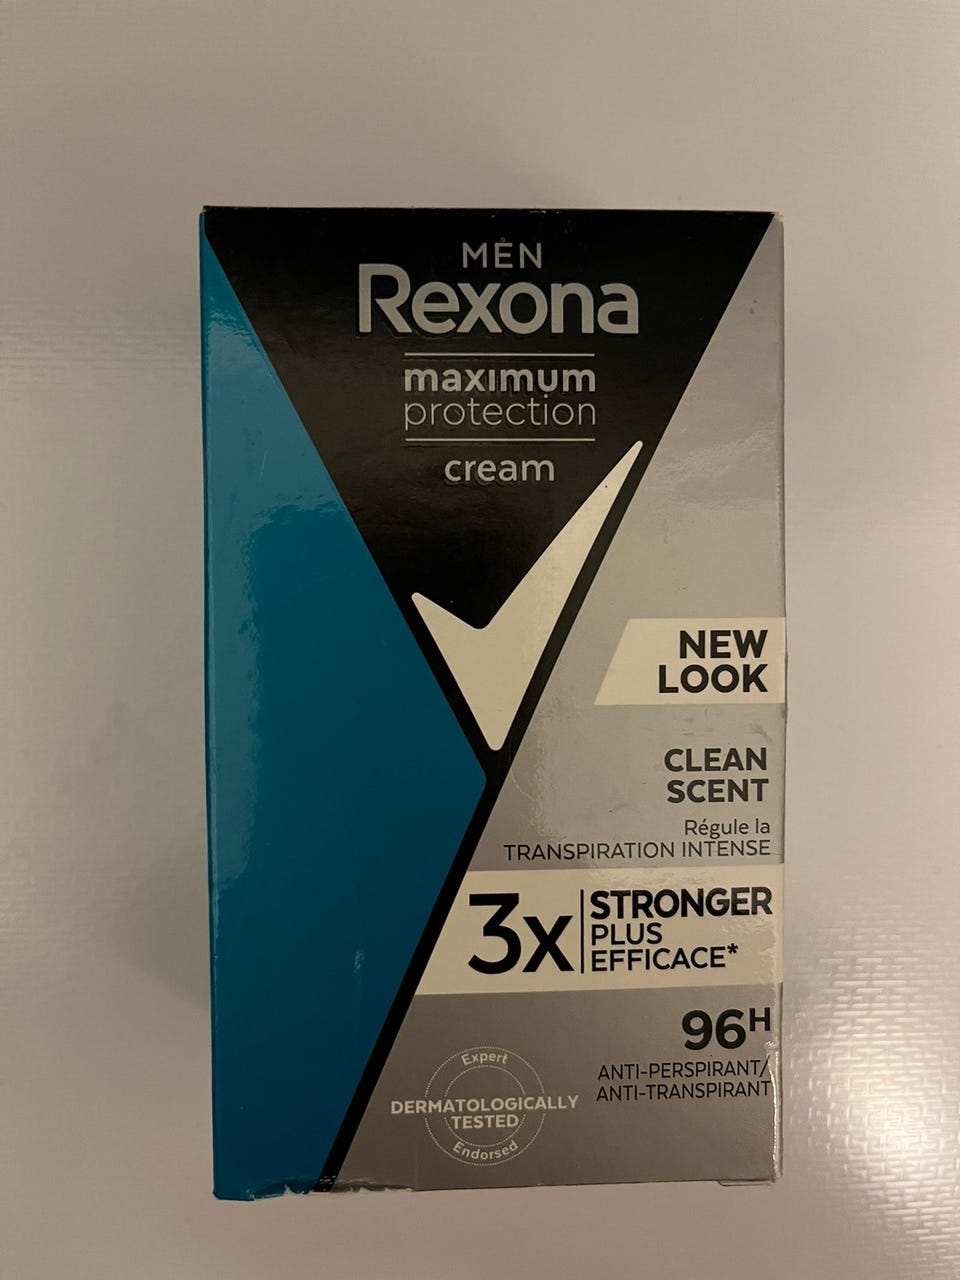 MEN
Rexona
maximum
protection
cream
NEW
LOOK
CLEAN
SCENT
Régule la
TRANSPIRATION INTENSE
3x
STRONGER
PLUS
EFFICACE*
96H
ANTI-PERSPIRANT/
ANTI-TRANSPIRANT
Expert
DERMATOLOGICALLY
TESTED
Endorsed